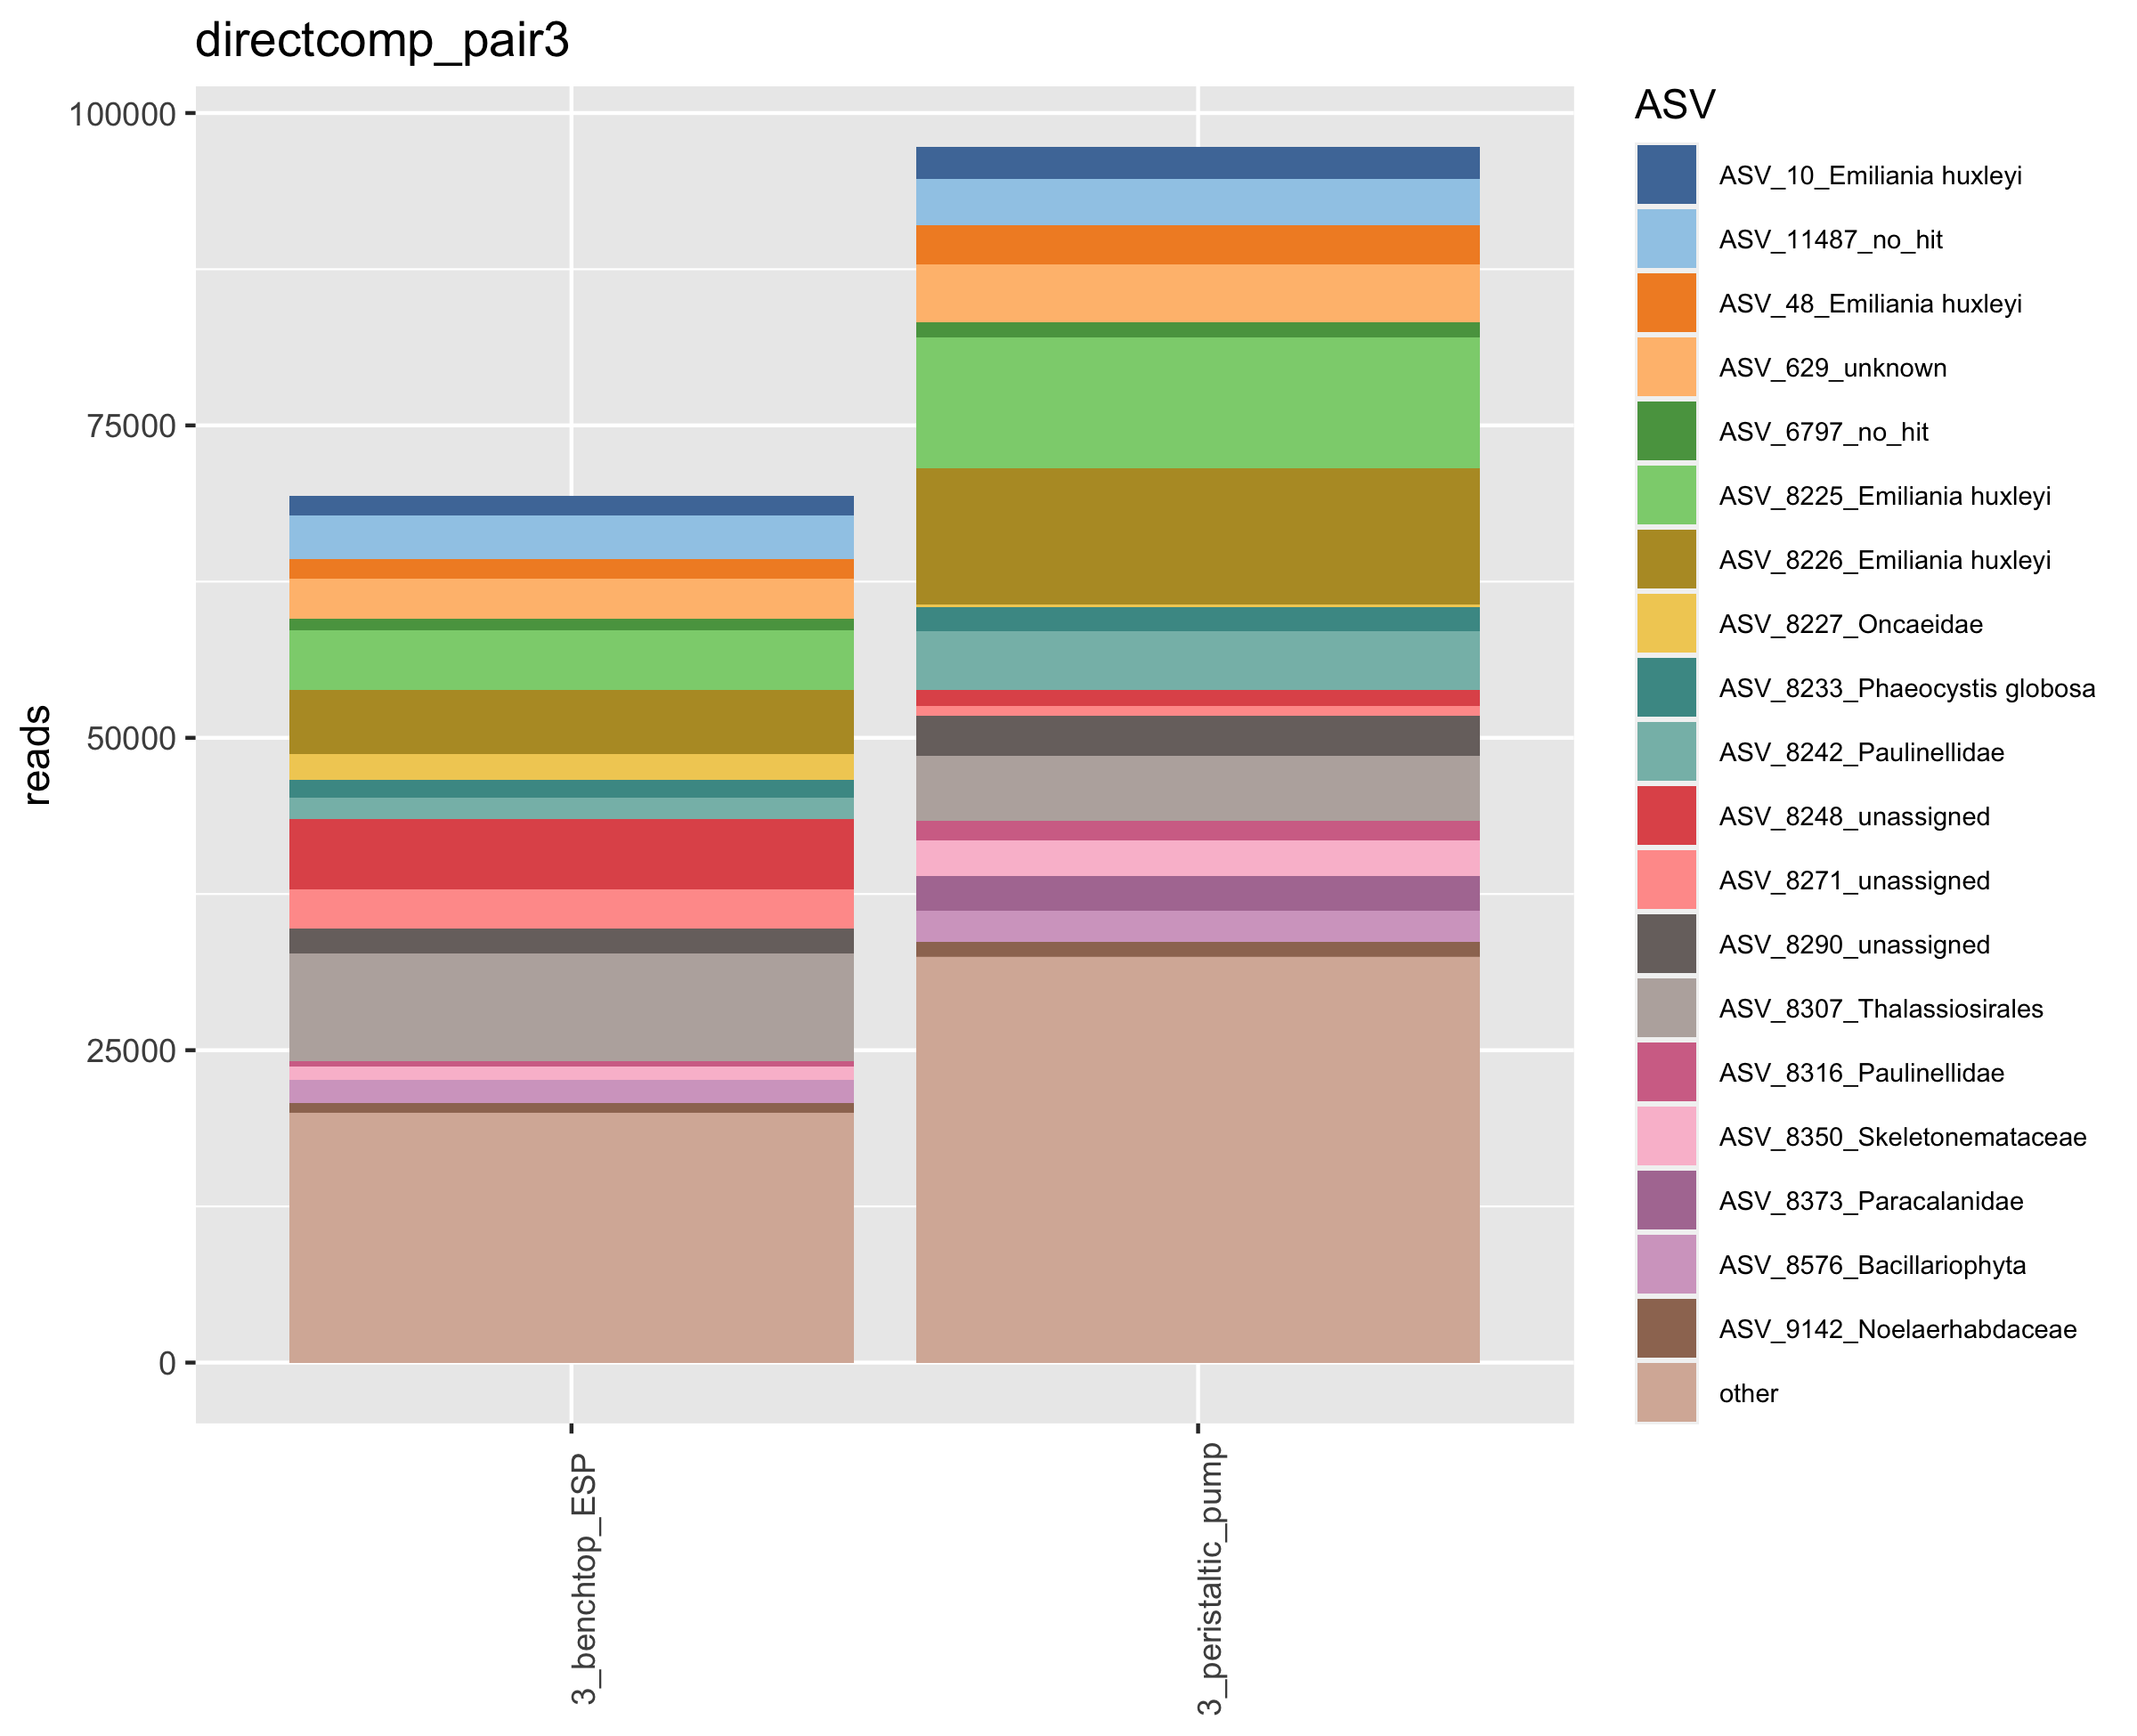 directcomp_pair3
100000
75000
50000
25000
0
reads
3_benchtop_ESP
3_peristaltic_pump
ASV
ASV_10_Emiliania huxleyi
ASV_11487_no_hit
ASV_48_Emiliania huxleyi
ASV_629_unknown
ASV_6797_no_hit
ASV_8225_Emiliania huxleyi
ASV_8226_Emiliania huxleyi
ASV_8227_Oncaeidae
ASV_8233_Phaeocystis globosa
ASV_8242_Paulinellidae
ASV_8248_unassigned
ASV_8271_unassigned
ASV_8290_unassigned
ASV_8307_Thalassiosirales
ASV_8316_Paulinellidae
ASV_8350_Skeletonemataceae
ASV_8373_Paracalanidae
ASV_8576_Bacillariophyta
ASV_9142_Noelaerhabdaceae
other